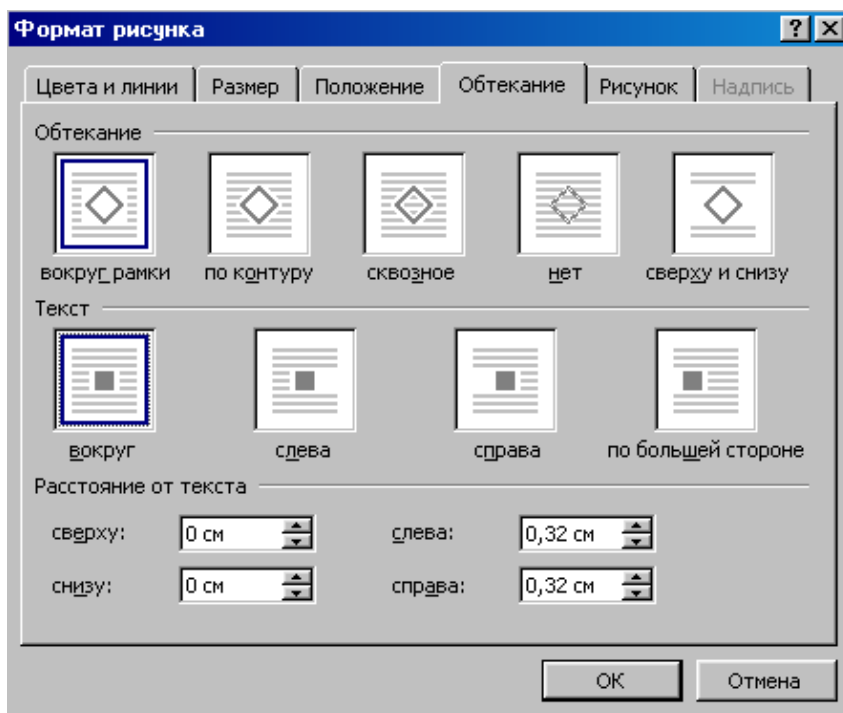 Формат рисунка
Цвета и линии Размер Положение Обтекание Рисунок Надпись
Обтекание
вокруг рамки по контуру сквозное нет сверху и снизу
Текст
вокруг слева справа по большей стороне
Расстояние от текста
сверху: 0 см слева: 0,32 см
снизу: 0 см справа: 0,32 см
ОК Отмена